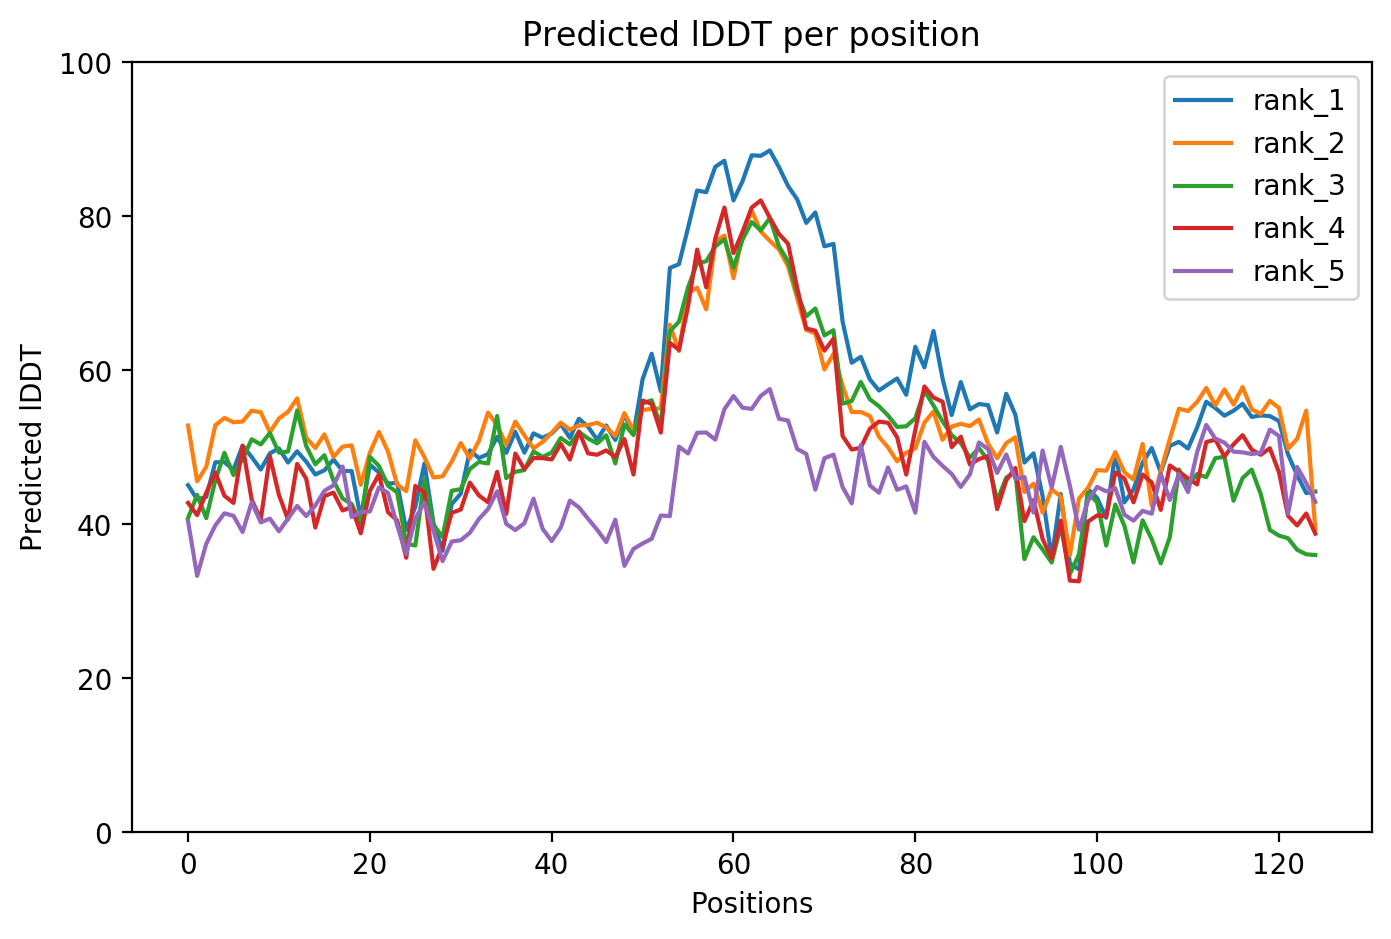 Predicted lDDT per position
100
80
60
40
20
0
Predicted lDDT
rank_1
rank_2
rank_3
rank_4
rank_5
0 20 40 60 80 100 120
Positions